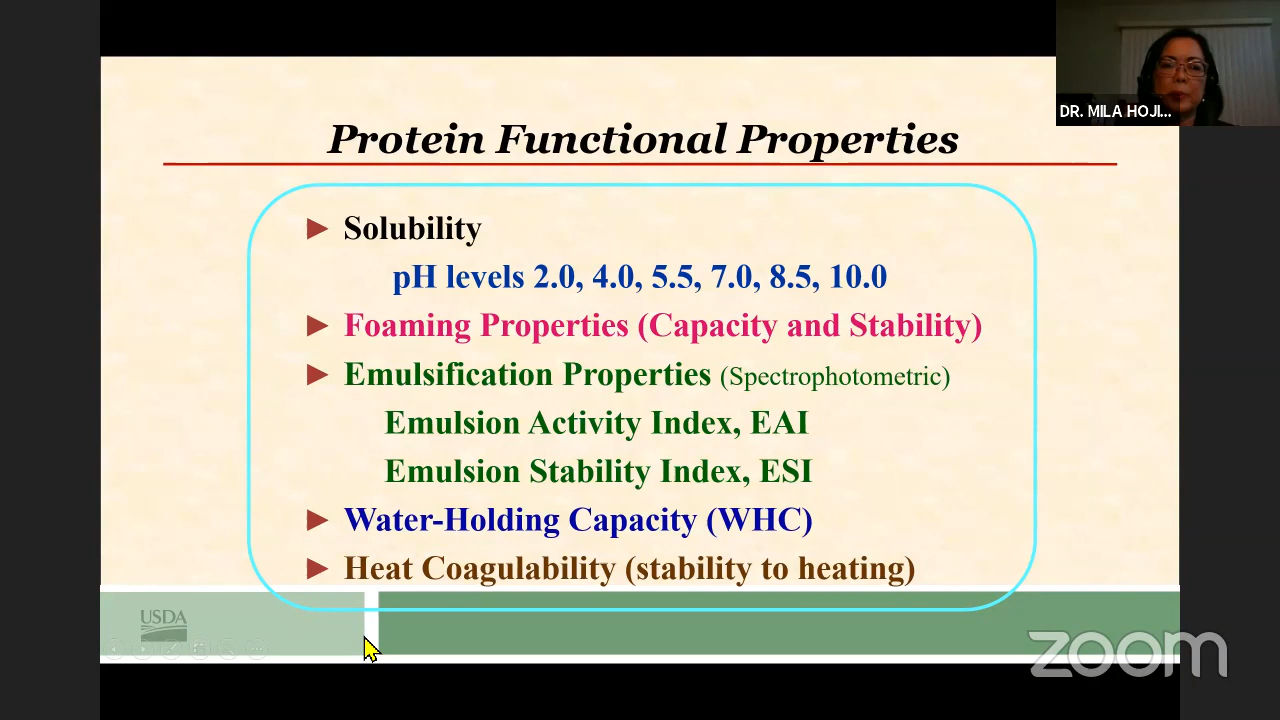 DR. MILA HOJI...
Protein Functional Properties
► Solubility
pH levels 2.0, 4.0, 5.5, 7.0, 8.5, 10.0
► Foaming Properties (Capacity and Stability)
► Emulsification Properties (Spectrophotometric)
Emulsion Activity Index, EAI
Emulsion Stability Index, ESI
► Water-Holding Capacity (WHC)
► Heat Coagulability (stability to heating)
USDA
zoom